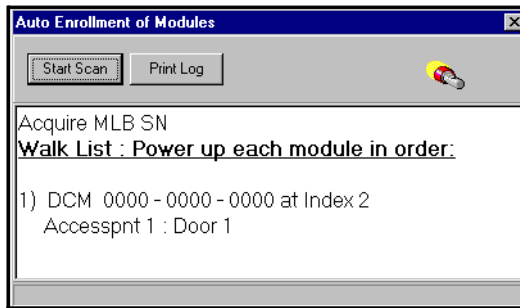 Auto Enrollment of Modules
Start Scan Print Log
Acquire MLB SN
Walk List : Power up each module in order:
1) DCM 0000 - 0000 - 0000 at Index 2
Accesspnt 1 : Door 1